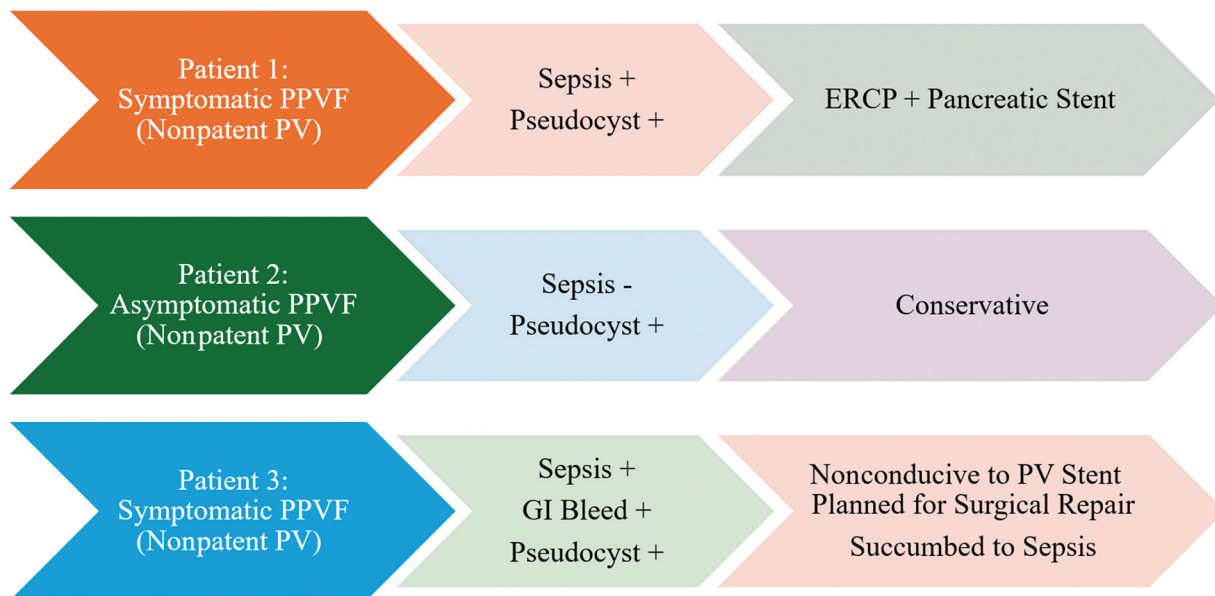 Patient 1:
Symptomatic PPVF
(Nonpatent PV)
Sepsis +
Pseudocyst +
ERCP + Pancreatic Stent
Patient 2:
Asymptomatic PPVF
(Nonpatent PV)
Sepsis -
Pseudocyst +
Conservative
Patient 3:
Symptomatic PPVF
(Nonpatent PV)
Sepsis +
GI Bleed +
Pseudocyst +
Nonconducive to PV Stent
Planned for Surgical Repair
Succumbed to Sepsis